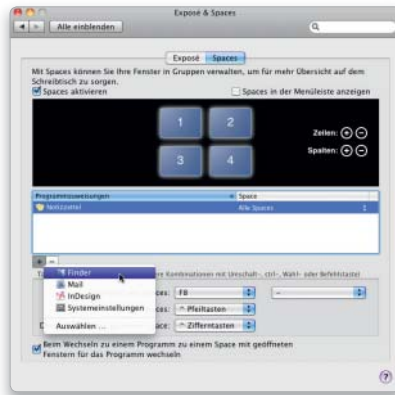 Exposé & Spaces
Alle einblenden
Exposé Spaces
Mit Spaces können Sie Ihre Fenster in Gruppen verwalten, um für mehr Übersicht auf dem
Schreibtisch zu sorgen.
Spaces aktivieren
Spaces in der Menüleiste anzeigen
1 2
3 4
Zeilen:
Spalten:
Programmzuweisungen Space
Notizzettel Alle Spaces
+ −
Kombinationen mit Umschalt-, ctrl-, Wahl- oder Befehlstaste)
Finder
Mail
InDesign
Systemeinstellungen
Auswählen ...
ces: F8 –
ces: ^ Pfeiltasten
ace: ^ Zifferntasten
Beim Wechseln zu einem Programm zu einem Space mit geöffneten
Fenstern für das Programm wechseln
?